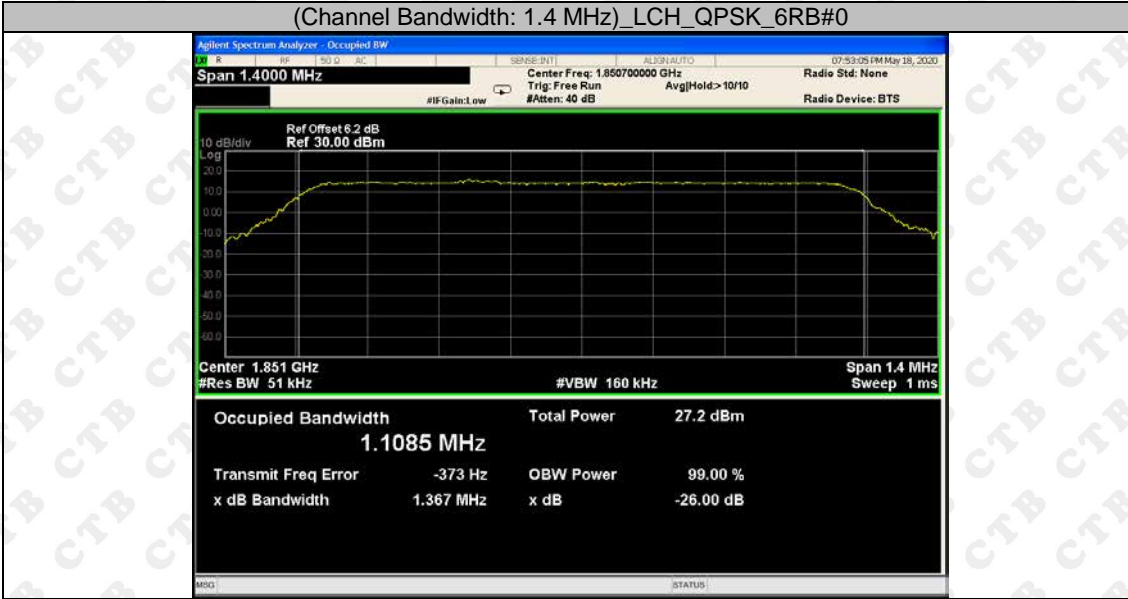 (Channel Bandwidth: 1.4 MHz)_LCH_QPSK_6RB#0
Agilent Spectrum Analyzer - Occupied BW
LXI R RF 50 Ω AC SENSE:INT ALIGN AUTO 07:53:05 PM May 18, 2020
Span 1.4000 MHz Center Freq: 1.850700000 GHz Radio Std: None
Trig: Free Run Avg|Hold:> 10/10
#IFGain:Low #Atten: 40 dB Radio Device: BTS
Ref Offset 6.2 dB
10 dB/div Ref 30.00 dBm
Log
20.0
10.0
0.00
-10.0
-20.0
-30.0
-40.0
-50.0
-60.0
Center 1.851 GHz Span 1.4 MHz
#Res BW 51 kHz #VBW 160 kHz Sweep 1 ms
Occupied Bandwidth Total Power 27.2 dBm
1.1085 MHz
Transmit Freq Error -373 Hz OBW Power 99.00 %
x dB Bandwidth 1.367 MHz x dB -26.00 dB
MSG STATUS
CTB